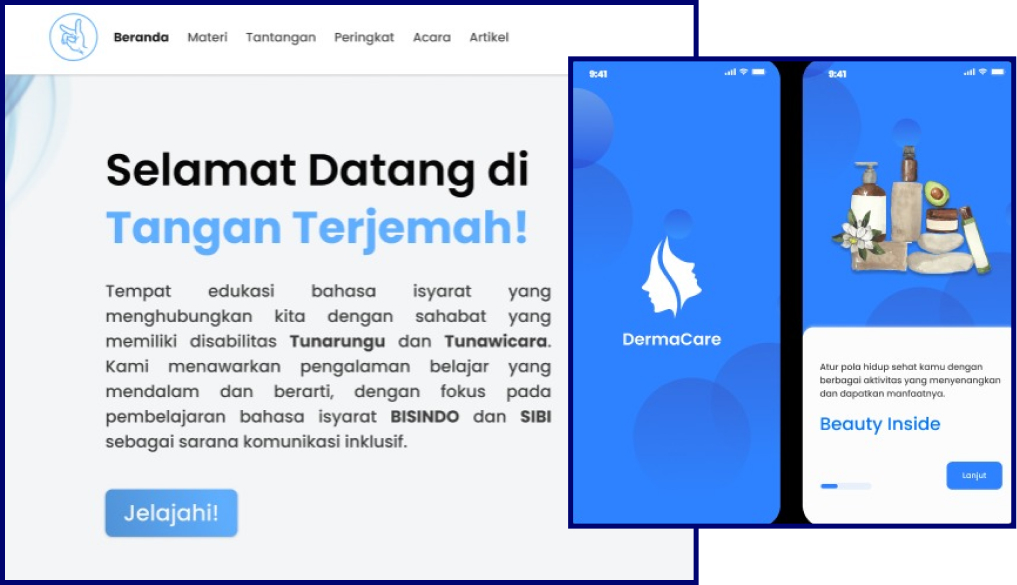 Beranda Materi Tantangan Peringkat Acara Artikel
Selamat Datang di
Tangan Terjemah!
Tempat edukasi bahasa isyarat yang
menghubungkan kita dengan sahabat yang
memiliki disabilitas Tunarungu dan Tunawicara.
Kami menawarkan pengalaman belajar yang
mendalam dan berarti, dengan fokus pada
pembelajaran bahasa isyarat BISINDO dan SIBI
sebagai sarana komunikasi inklusif.
Jelajahi!
9:41
DermaCare
9:41
Atur pola hidup sehat kamu dengan
berbagai aktivitas yang menyenangkan
dan dapatkan manfaatnya.
Beauty Inside
Lanjut